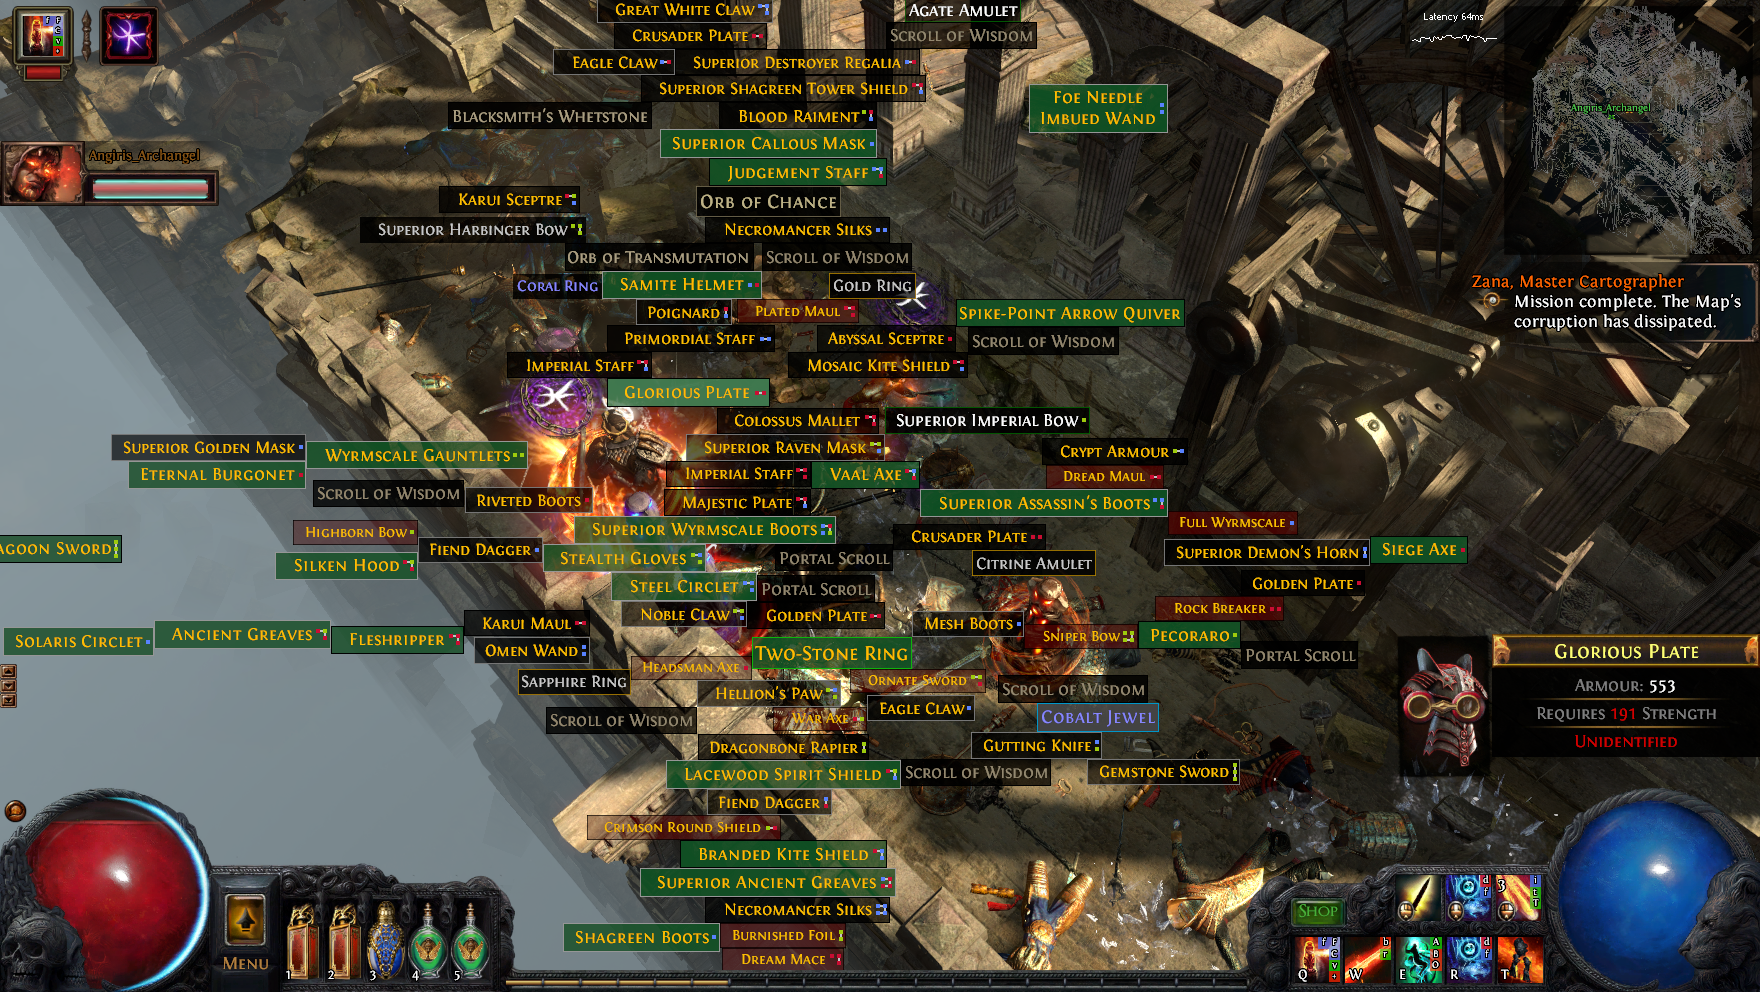 GREAT WHITE CLAW
AGATE AMULET
Latency 64ms
CRUSADER PLATE
SCROLL OF WISDOM
EAGLE CLAW
SUPERIOR DESTROYER REGALIA
SUPERIOR SHAGREEN TOWER SHIELD
FOE NEEDLE
IMBUED WAND
BLACKSMITH'S WHETSTONE
BLOOD RAIMENT
Angiris Archangel
SUPERIOR CALLOUS MASK
Angiris_Archangel
JUDGEMENT STAFF
KARUI SCEPTRE
ORB OF CHANCE
SUPERIOR HARBINGER BOW
NECROMANCER SILKS
ORB OF TRANSMUTATION
SCROLL OF WISDOM
CORAL RING
SAMITE HELMET
GOLD RING
Zana, Master Cartographer
Mission complete. The Map's
corruption has dissipated.
POIGNARD
PLATED MAUL
SPIKE-POINT ARROW QUIVER
PRIMORDIAL STAFF
ABYSSAL SCEPTRE
SCROLL OF WISDOM
IMPERIAL STAFF
MOSAIC KITE SHIELD
GLORIOUS PLATE
COLOSSUS MALLET
SUPERIOR IMPERIAL BOW
SUPERIOR GOLDEN MASK
WYRMSCALE GAUNTLETS
SUPERIOR RAVEN MASK
CRYPT ARMOUR
ETERNAL BURGONET
IMPERIAL STAFF
VAAL AXE
DREAD MAUL
SCROLL OF WISDOM
RIVETED BOOTS
MAJESTIC PLATE
SUPERIOR ASSASSIN'S BOOTS
HIGHBORN BOW
SUPERIOR WYRMSCALE BOOTS
FULL WYRMSCALE
CRUSADER PLATE
AGOON SWORD
FIEND DAGGER
STEALTH GLOVES
PORTAL SCROLL
CITRINE AMULET
SUPERIOR DEMON'S HORN
SIEGE AXE
SILKEN HOOD
STEEL CIRCLET
PORTAL SCROLL
GOLDEN PLATE
NOBLE CLAW
GOLDEN PLATE
ROCK BREAKER
SOLARIS CIRCLET
ANCIENT GREAVES
FLESHRIPPER
KARUI MAUL
MESH BOOTS
SNIPER BOW
PECORARO
OMEN WAND
TWO-STONE RING
PORTAL SCROLL
GLORIOUS PLATE
ARMOUR: 553
REQUIRES 191 STRENGTH
UNIDENTIFIED
HEADSMAN AXE
SAPPHIRE RING
ORNATE SWORD
HELLION'S PAW
SCROLL OF WISDOM
EAGLE CLAW
SCROLL OF WISDOM
WAR AXE
COBALT JEWEL
DRAGONBONE RAPIER
GUTTING KNIFE
LACEWOOD SPIRIT SHIELD
SCROLL OF WISDOM
GEMSTONE SWORD
FIEND DAGGER
CRIMSON ROUND SHIELD
BRANDED KITE SHIELD
SUPERIOR ANCIENT GREAVES
NECROMANCER SILKS
SHAGREEN BOOTS
BURNISHED FOIL
DREAM MACE
MENU
1 2 3 4 5
SHOP
Q W E R T